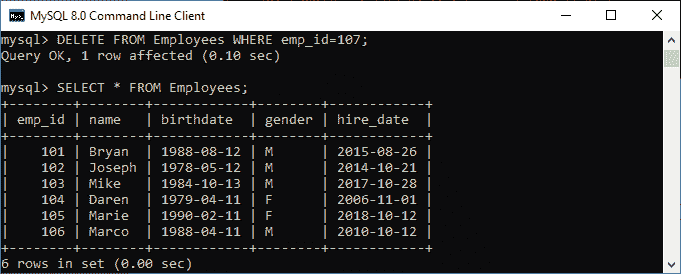 MySQL 8.0 Command Line Client
mysql> DELETE FROM Employees WHERE emp_id=107;
Query OK, 1 row affected (0.10 sec)
mysql> SELECT * FROM Employees;
+--------+--------+------------+--------+------------+
| emp_id | name   | birthdate  | gender | hire_date  |
+--------+--------+------------+--------+------------+
|    101 | Bryan  | 1988-08-12 | M      | 2015-08-26 |
|    102 | Joseph | 1978-05-12 | M      | 2014-10-21 |
|    103 | Mike   | 1984-10-13 | M      | 2017-10-28 |
|    104 | Daren  | 1979-04-11 | F      | 2006-11-01 |
|    105 | Marie  | 1990-02-11 | F      | 2018-10-12 |
|    106 | Marco  | 1988-04-11 | M      | 2010-10-12 |
+--------+--------+------------+--------+------------+
6 rows in set (0.00 sec)